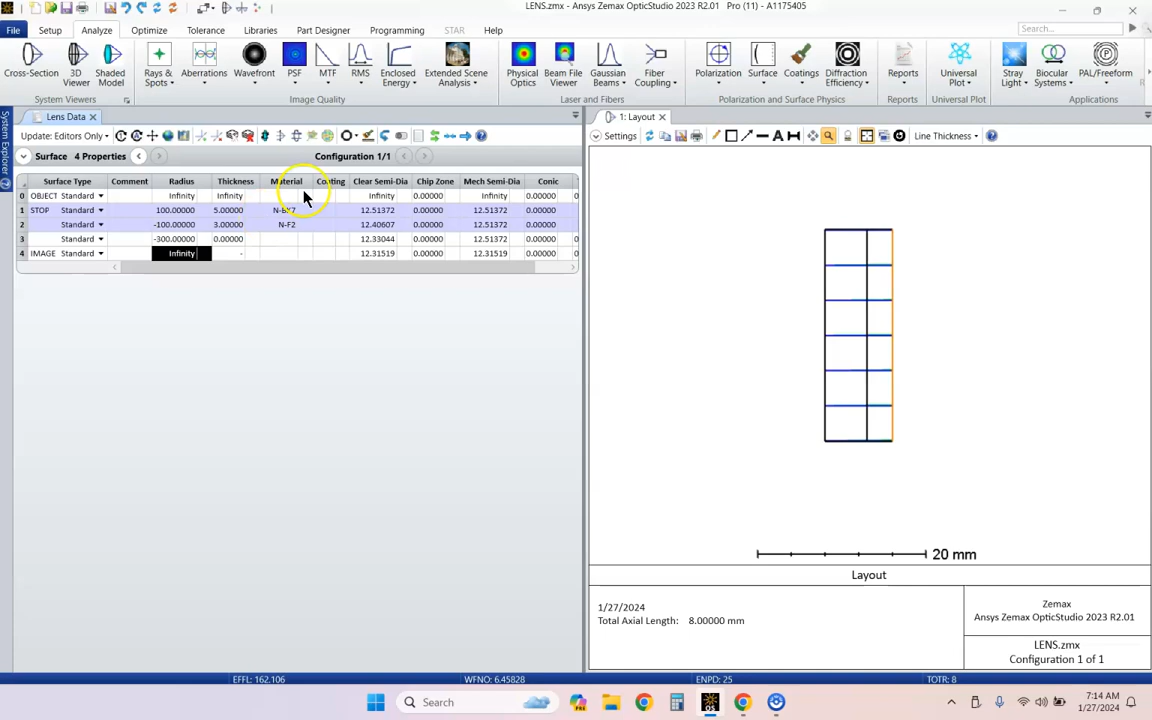 LENS.zmx - Ansys Zemax OpticStudio 2023 R2.01 Pro (11) - A1175405
File Setup Analyze Optimize Tolerance Libraries Part Designer Programming STAR Help Search...
Cross-Section 3D Viewer Shaded Model Rays & Spots Aberrations Wavefront PSF MTF RMS Enclosed Energy Extended Scene Analysis Physical Optics Beam File Viewer Gaussian Beams Fiber Coupling Polarization Surface Coatings Diffraction Efficiency Reports Universal Plot Stray Light Biocular Systems PAL/Freeform
System Viewers Image Quality Laser and Fibers Polarization and Surface Physics Reports Universal Plot Applications
System Explorer
Lens Data
Update: Editors Only
Surface 4 Properties Configuration 1/1
Surface Type Comment Radius Thickness Material Coating Clear Semi-Dia Chip Zone Mech Semi-Dia Conic
0 OBJECT Standard Infinity Infinity Infinity 0.00000 Infinity 0.00000 0
1 STOP Standard 100.00000 5.00000 N-BK7 12.51372 0.00000 12.51372 0.00000
2 Standard -100.00000 3.00000 N-F2 12.40607 0.00000 12.51372 0.00000
3 Standard -300.00000 0.00000 12.33044 0.00000 12.51372 0.00000 0
4 IMAGE Standard Infinity - 12.31519 0.00000 12.31519 0.00000 0
1: Layout
Settings Line Thickness
20 mm
Layout
1/27/2024
Total Axial Length: 8.00000 mm
Zemax
Ansys Zemax OpticStudio 2023 R2.01
LENS.zmx
Configuration 1 of 1
EFFL: 162.106 WFNO: 6.45828 ENPD: 25 TOTR: 8
Search
7:14 AM
1/27/2024